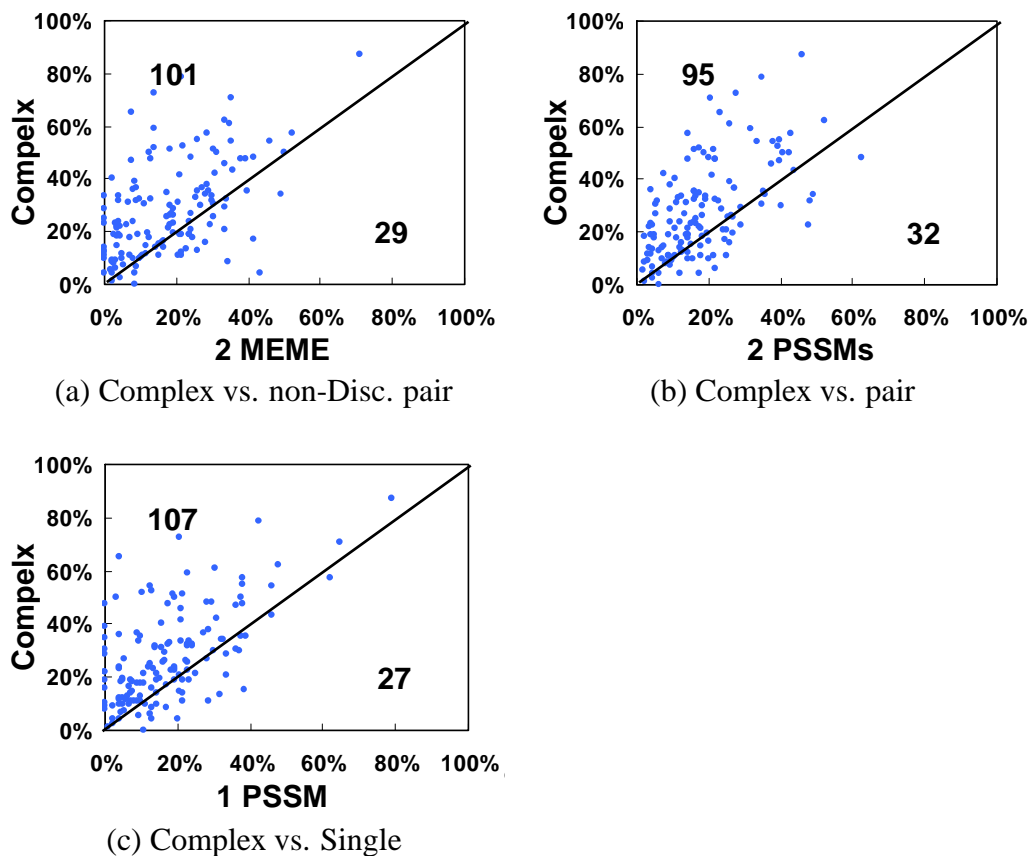 100%
80%
60%
40%
20%
0%
Compelx
101
29
0% 20% 40% 60% 80% 100%
2 MEME
(a) Complex vs. non-Disc. pair
100%
80%
60%
40%
20%
0%
Compelx
95
32
0% 20% 40% 60% 80% 100%
2 PSSMs
(b) Complex vs. pair
100%
80%
60%
40%
20%
0%
Compelx
107
27
0% 20% 40% 60% 80% 100%
1 PSSM
(c) Complex vs. Single